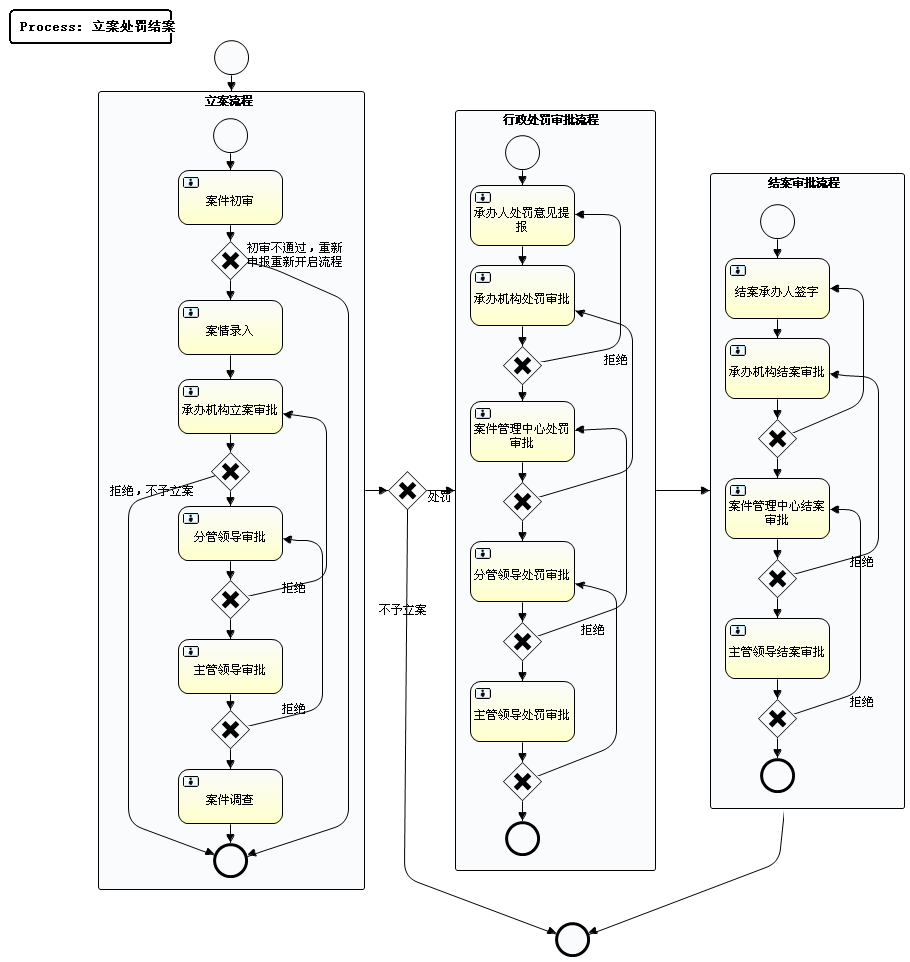 Process: 立案处罚结案
立案流程
案件初审
初审不通过，重新
申报重新开启流程
案情录入
承办机构立案审批
拒绝，不予立案
分管领导审批
拒绝
主管领导审批
拒绝
案件调查
处罚
不予立案
行政处罚审批流程
承办人处罚意见提
报
承办机构处罚审批
拒绝
案件管理中心处罚
审批
分管领导处罚审批
拒绝
主管领导处罚审批
结案审批流程
结案承办人签字
承办机构结案审批
案件管理中心结案
审批
拒绝
主管领导结案审批
拒绝